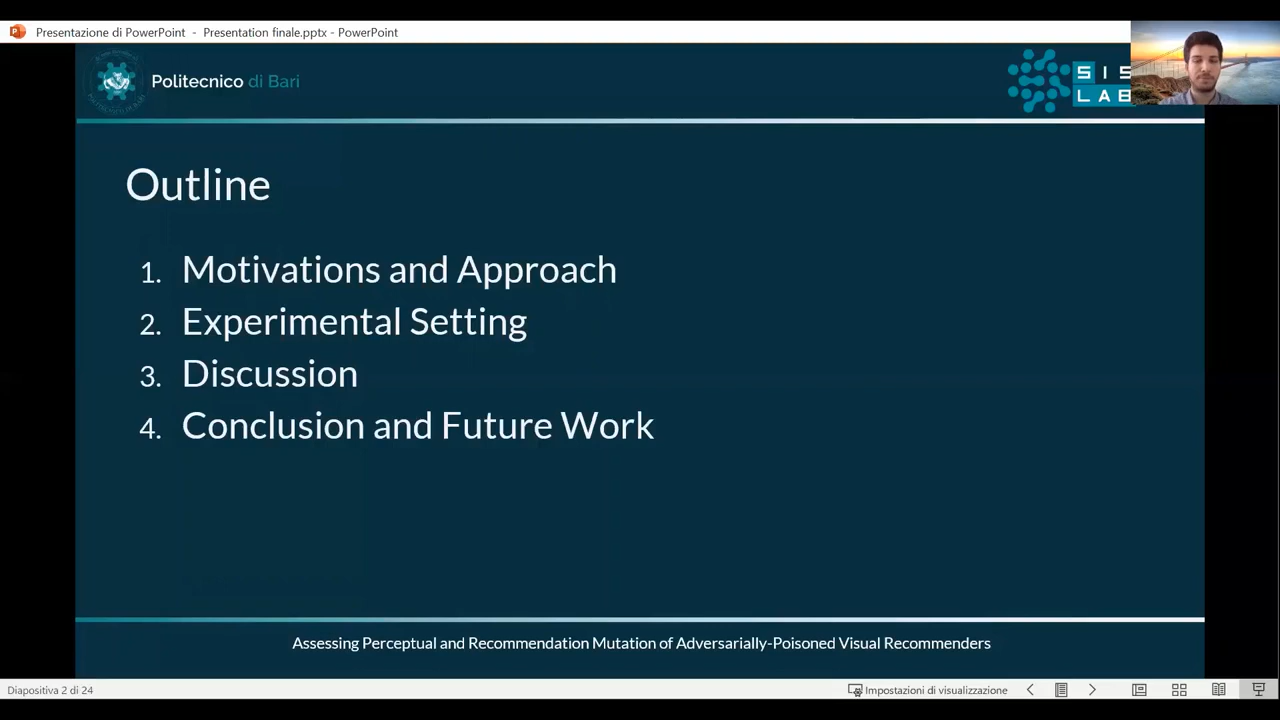 Presentazione di PowerPoint - Presentation finale.pptx - PowerPoint
Politecnico di Bari
SIS
LAB
Outline
1. Motivations and Approach
2. Experimental Setting
3. Discussion
4. Conclusion and Future Work
Assessing Perceptual and Recommendation Mutation of Adversarially-Poisoned Visual Recommenders
Diapositiva 2 di 24
Impostazioni di visualizzazione